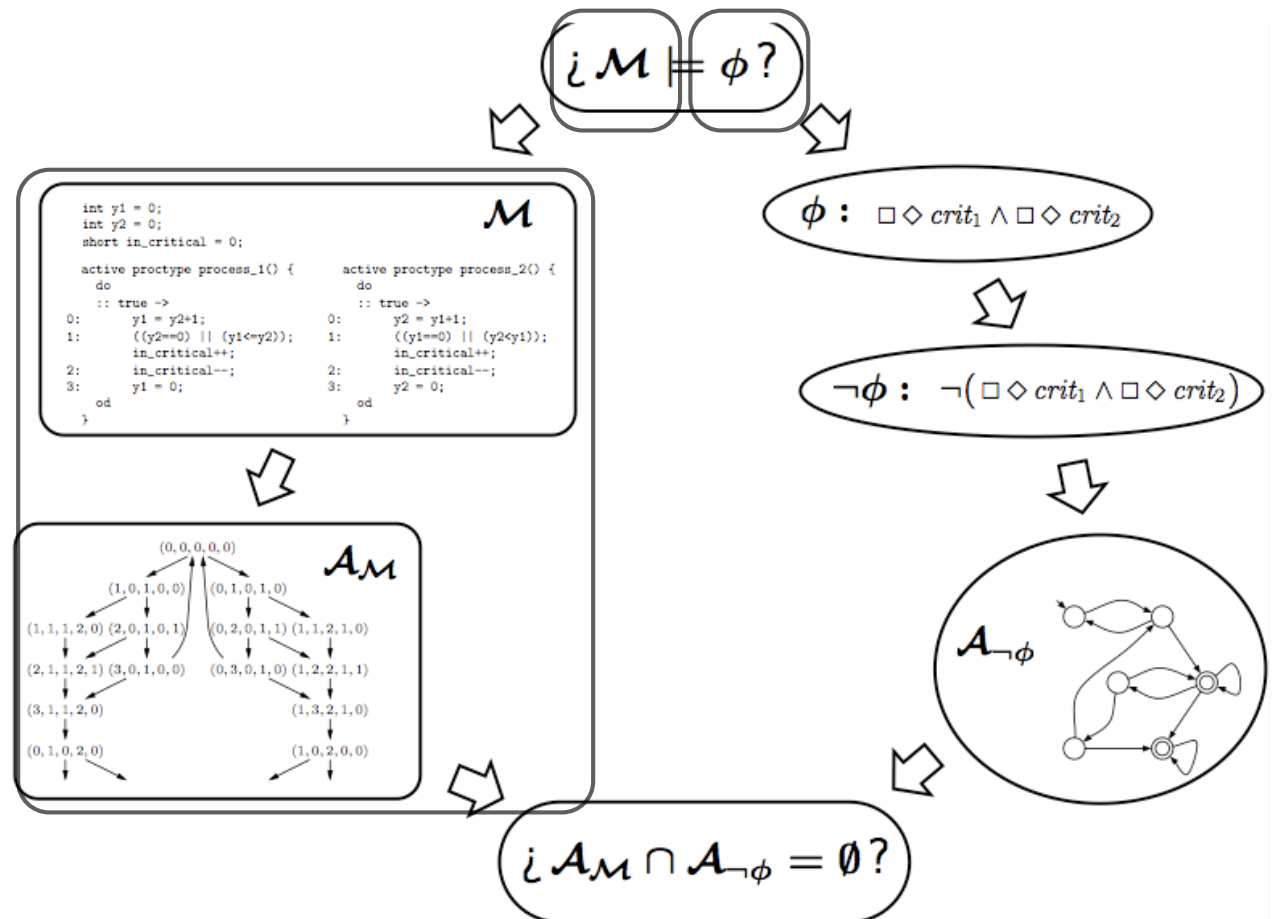 ¿ 𝓜 ⊨ ϕ ?
𝓜
int y1 = 0;
int y2 = 0;
short in_critical = 0;
active proctype process_1() {
do
:: true ->
0: y1 = y2+1;
1: ((y2==0) || (y1<=y2));
in_critical++;
2: in_critical--;
3: y1 = 0;
od
}
active proctype process_2() {
do
:: true ->
0: y2 = y1+1;
1: ((y1==0) || (y2<y1));
in_critical++;
2: in_critical--;
3: y2 = 0;
od
}
ϕ : □ ◇ crit₁ ∧ □ ◇ crit₂
¬ϕ : ¬(□ ◇ crit₁ ∧ □ ◇ crit₂)
𝓐𝓜
(0,0,0,0,0)
(1,0,1,0,0) (0,1,0,1,0)
(1,1,1,2,0) (2,0,1,0,1) (0,2,0,1,1) (1,1,2,1,0)
(2,1,1,2,1) (3,0,1,0,0) (0,3,0,1,0) (1,2,2,1,1)
(3,1,1,2,0) (1,3,2,1,0)
(0,1,0,2,0) (1,0,2,0,0)
𝓐¬ϕ
¿ 𝓐𝓜 ∩ 𝓐¬ϕ = ∅ ?